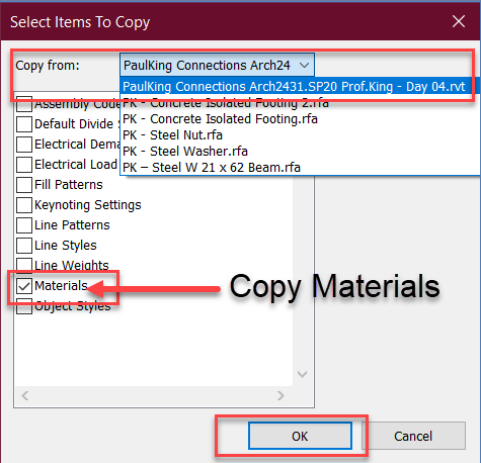 Select Items To Copy
Copy from:
PaulKing Connections Arch24
PaulKing Connections Arch2431.SP20 Prof.King - Day 04.rvt
Assembly Code
PK - Concrete Isolated Footing 2.rfa
Default Divide
PK - Concrete Isolated Footing.rfa
Electrical Dema
PK - Steel Nut.rfa
PK - Steel Washer.rfa
Electrical Load
PK – Steel W 21 x 62 Beam.rfa
Fill Patterns
Keynoting Settings
Line Patterns
Line Styles
Line Weights
Materials
Copy Materials
Object Styles
OK
Cancel